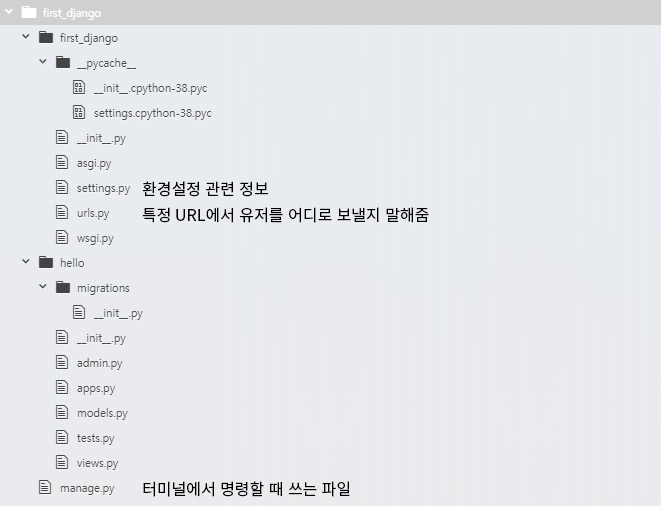 first_django
first_django
__pycache__
__init__.cpython-38.pyc
settings.cpython-38.pyc
__init__.py
asgi.py
settings.py 환경설정 관련 정보
urls.py 특정 URL에서 유저를 어디로 보낼지 말해줌
wsgi.py
hello
migrations
__init__.py
__init__.py
admin.py
apps.py
models.py
tests.py
views.py
manage.py 터미널에서 명령할 때 쓰는 파일